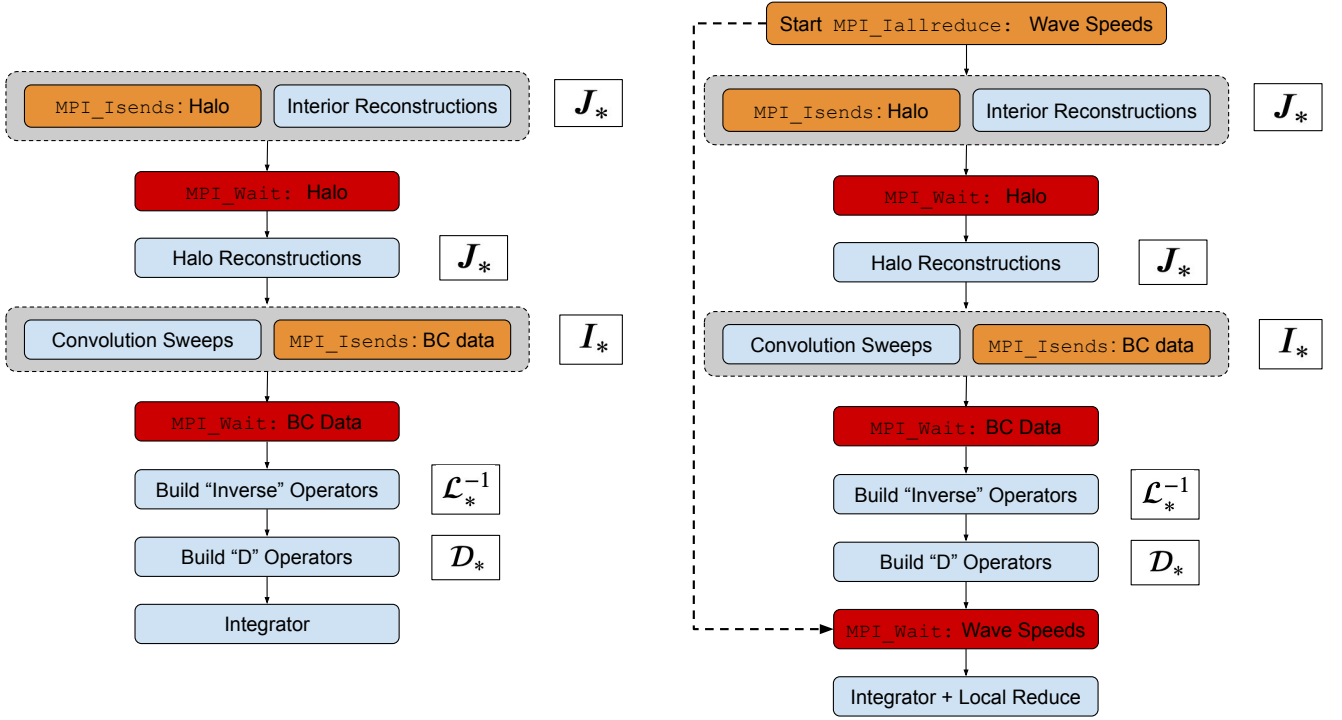 MPI_Isends: Halo
Interior Reconstructions
J*
MPI_Wait: Halo
Halo Reconstructions
J*
Convolution Sweeps
MPI_Isends: BC data
I*
MPI_Wait: BC Data
Build “Inverse” Operators
𝓛*⁻¹
Build “D” Operators
𝓓*
Integrator
Start MPI_Iallreduce: Wave Speeds
MPI_Isends: Halo
Interior Reconstructions
J*
MPI_Wait: Halo
Halo Reconstructions
J*
Convolution Sweeps
MPI_Isends: BC data
I*
MPI_Wait: BC Data
Build “Inverse” Operators
𝓛*⁻¹
Build “D” Operators
𝓓*
MPI_Wait: Wave Speeds
Integrator + Local Reduce